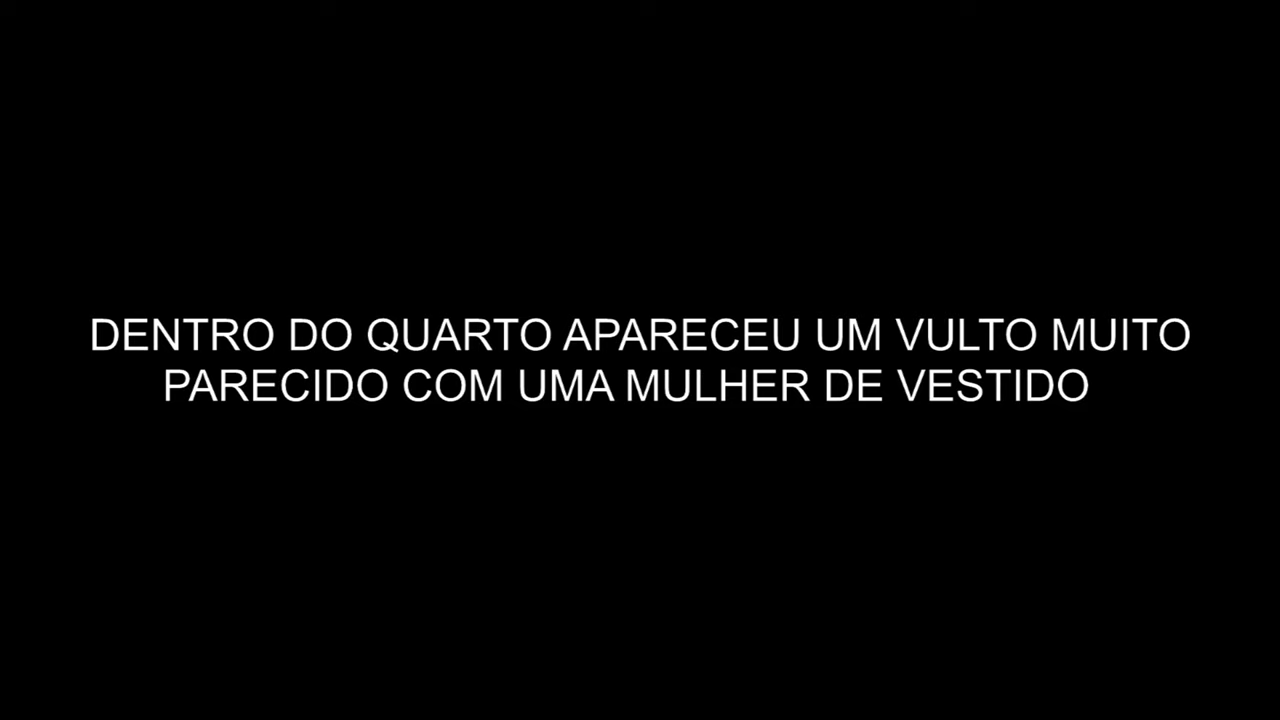 DENTRO DO QUARTO APARECEU UM VULTO MUITO
PARECIDO COM UMA MULHER DE VESTIDO